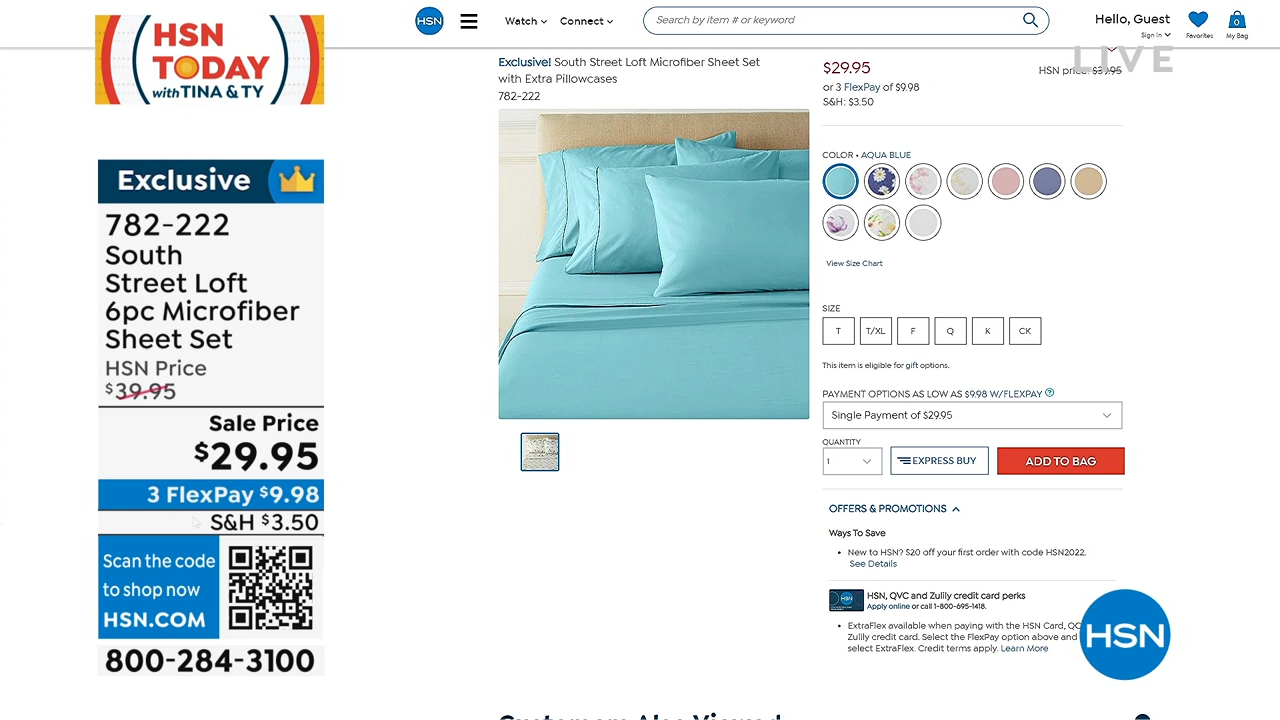 HSN
TODAY
with TINA & TY
Exclusive
782-222
South
Street Loft
6pc Microfiber
Sheet Set
HSN Price
$39.95
Sale Price
$29.95
3 FlexPay $9.98
S&H $3.50
Scan the code
to shop now
HSN.COM
800-284-3100
HSN
Watch
Connect
Search by item # or keyword
Hello, Guest
Sign In
Favorites
0
My Bag
LIVE
Exclusive! South Street Loft Microfiber Sheet Set
with Extra Pillowcases
782-222
$29.95
HSN price: $39.95
or 3 FlexPay of $9.98
S&H: $3.50
COLOR • AQUA BLUE
View Size Chart
SIZE
T
T/XL
F
Q
K
CK
This item is eligible for gift options.
PAYMENT OPTIONS AS LOW AS $9.98 W/FLEXPAY ?
Single Payment of $29.95
QUANTITY
1
EXPRESS BUY
ADD TO BAG
OFFERS & PROMOTIONS
Ways To Save
• New to HSN? $20 off your first order with code HSN2022.
See Details
HSN, QVC and Zulily credit card perks
Apply online or call 1-800-695-1418.
• ExtraFlex available when paying with the HSN Card, QC
Zulily credit card. Select the FlexPay option above and
select ExtraFlex. Credit terms apply. Learn More
HSN
Customers Also Viewed